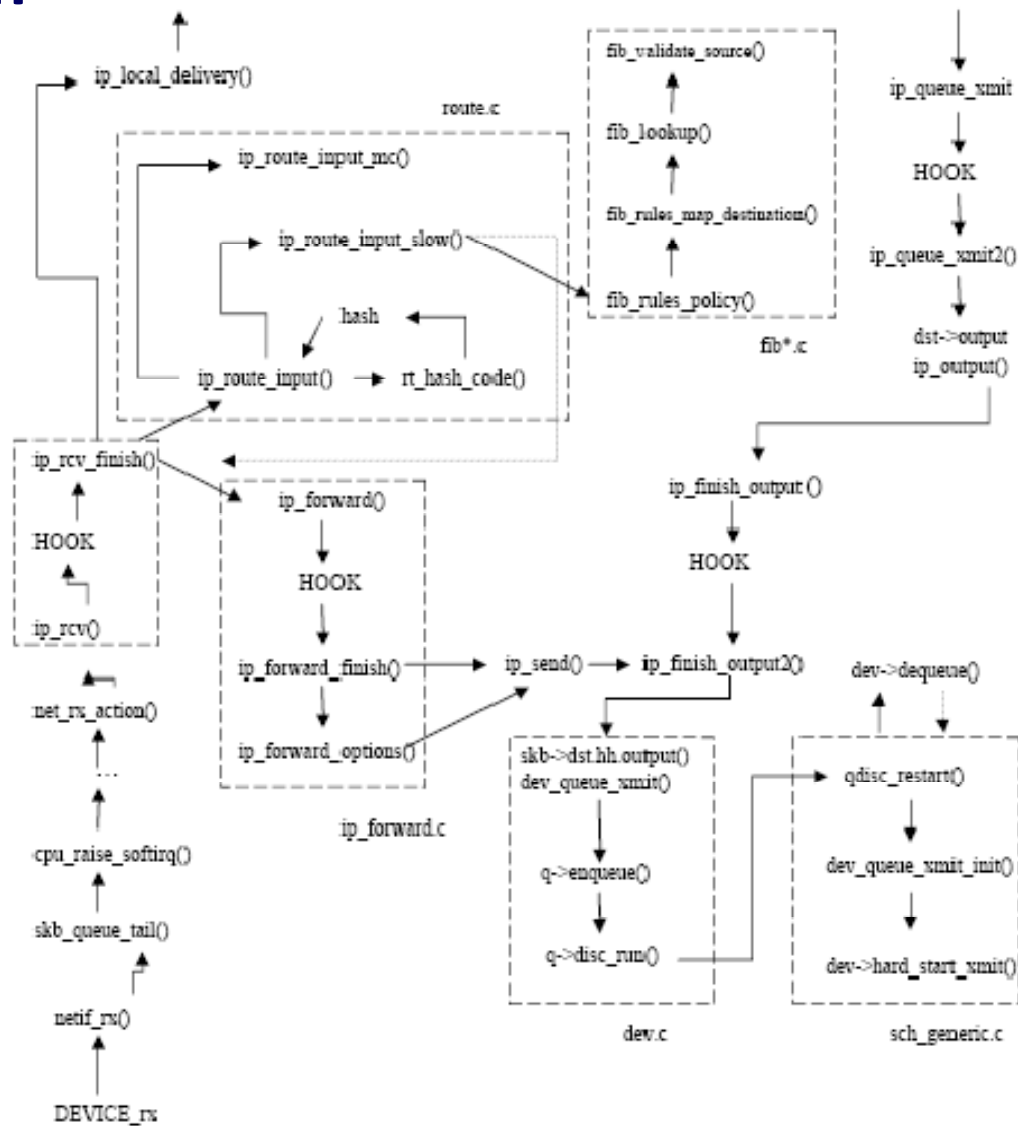 ip_local_delivery()
route.c
ip_route_input_mc()
ip_route_input_slow()
hash
ip_route_input()
rt_hash_code()
fib_validate_source()
fib_lookup()
fib_rules_map_destination()
fib_rules_policy()
fib*.c
ip_queue_xmit
HOOK
ip_queue_xmit2()
dst->output
ip_output()
ip_rcv_finish()
HOOK
ip_rcv()
net_rx_action()
...
cpu_raise_softirq()
skb_queue_tail()
netif_rx()
DEVICE_rx
ip_forward()
HOOK
ip_forward_finish()
ip_forward_options()
ip_forward.c
ip_finish_output ()
HOOK
ip_send()
ip_finish_output2()
skb->dst.hh.output()
dev_queue_xmit()
q->enqueue()
q->disc_run()
dev.c
dev->dequeue()
qdisc_restart()
dev_queue_xmit_init()
dev->hard_start_xmit()
sch_generic.c